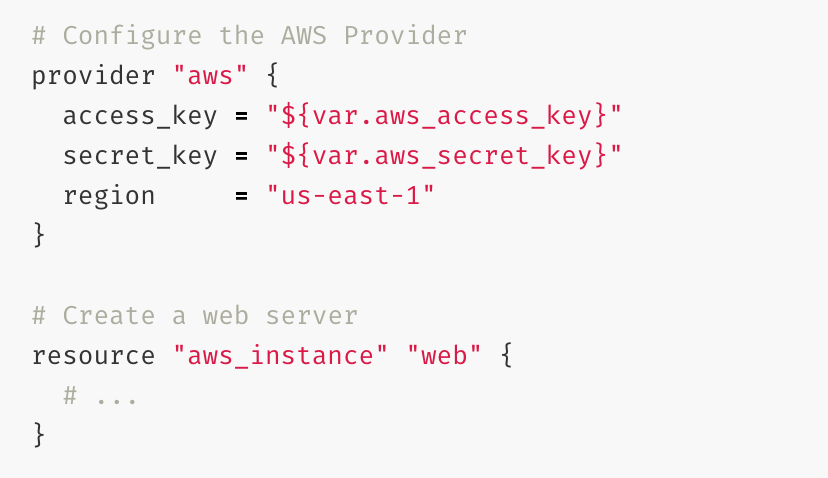 # Configure the AWS Provider
provider "aws" {
  access_key = "${var.aws_access_key}"
  secret_key = "${var.aws_secret_key}"
  region     = "us-east-1"
}

# Create a web server
resource "aws_instance" "web" {
  # ...
}